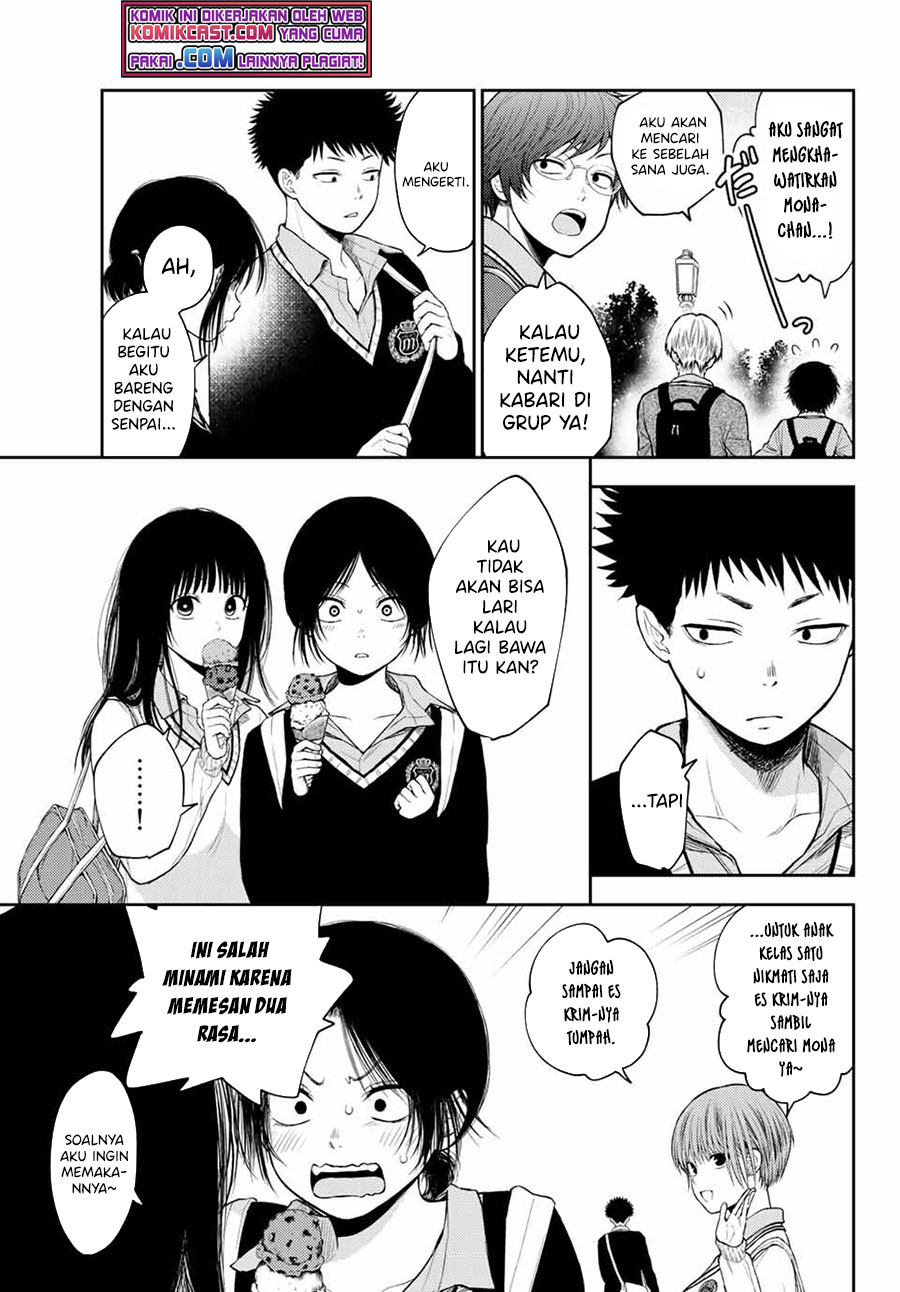 KOMIK INI DIKERJAKAN OLEH WEB
KOMIKCAST.COM YANG CUMA
PAKAI .COM LAINNYA PLAGIAT!
AKU SANGAT
MENGKHA-
WATIRKAN
MONA-
CHAN...!
AKU AKAN
MENCARI
KE SEBELAH
SANA JUGA.
だっ
KALAU
KETEMU,
NANTI
KABARI DI
GRUP YA!
AKU
MENGERTI.
AH,
KALAU
BEGITU
AKU
BARENG
DENGAN
SENPAI...
...TAPI
KAU
TIDAK
AKAN BISA
LARI
KALAU
LAGI BAWA
ITU KAN?
......!
...UNTUK ANAK
KELAS SATU
NIKMATI SAJA
ES KRIM-NYA
SAMBIL
MENCARI MONA
YA~
JANGAN
SAMPAI ES
KRIM-NYA
TUMPAH.
INI SALAH
MINAMI KARENA
MEMESAN DUA
RASA...
SOALNYA
AKU INGIN
MEMAKA-
NNYA~